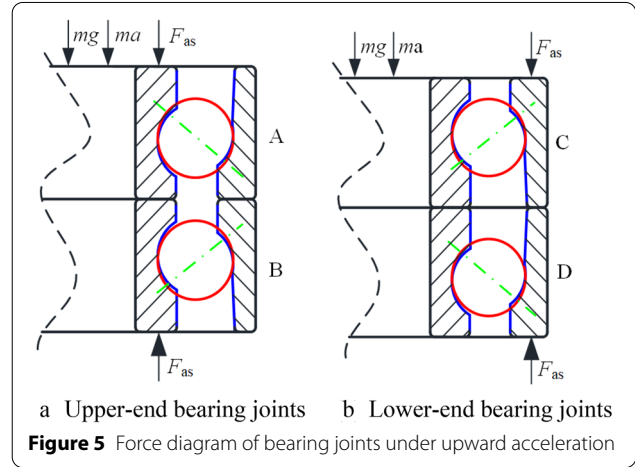 mg ma F_as
A
B
F_as
mg ma F_as
C
D
F_as
a Upper-end bearing joints
b Lower-end bearing joints
Figure 5 Force diagram of bearing joints under upward acceleration